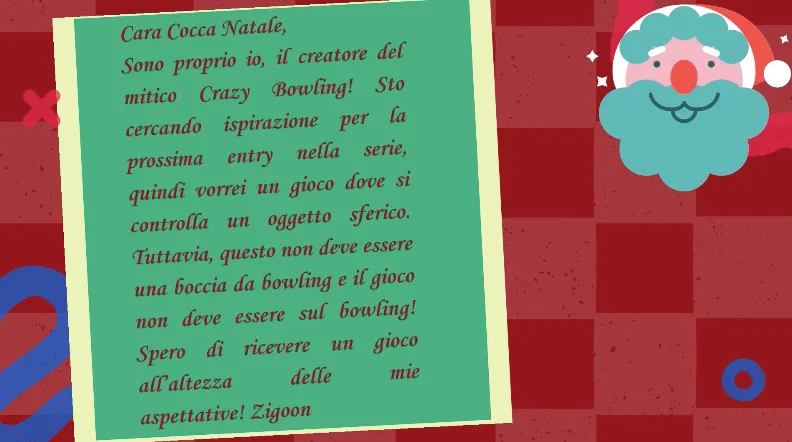 Cara Cocca Natale,
Sono proprio io, il creatore del
mitico Crazy Bowling! Sto
cercando ispirazione per la
prossima entry nella serie,
quindi vorrei un gioco dove si
controlla un oggetto sferico.
Tuttavia, questo non deve essere
una boccia da bowling e il gioco
non deve essere sul bowling!
Spero di ricevere un gioco
all'altezza delle mie
aspettative! Zigoon